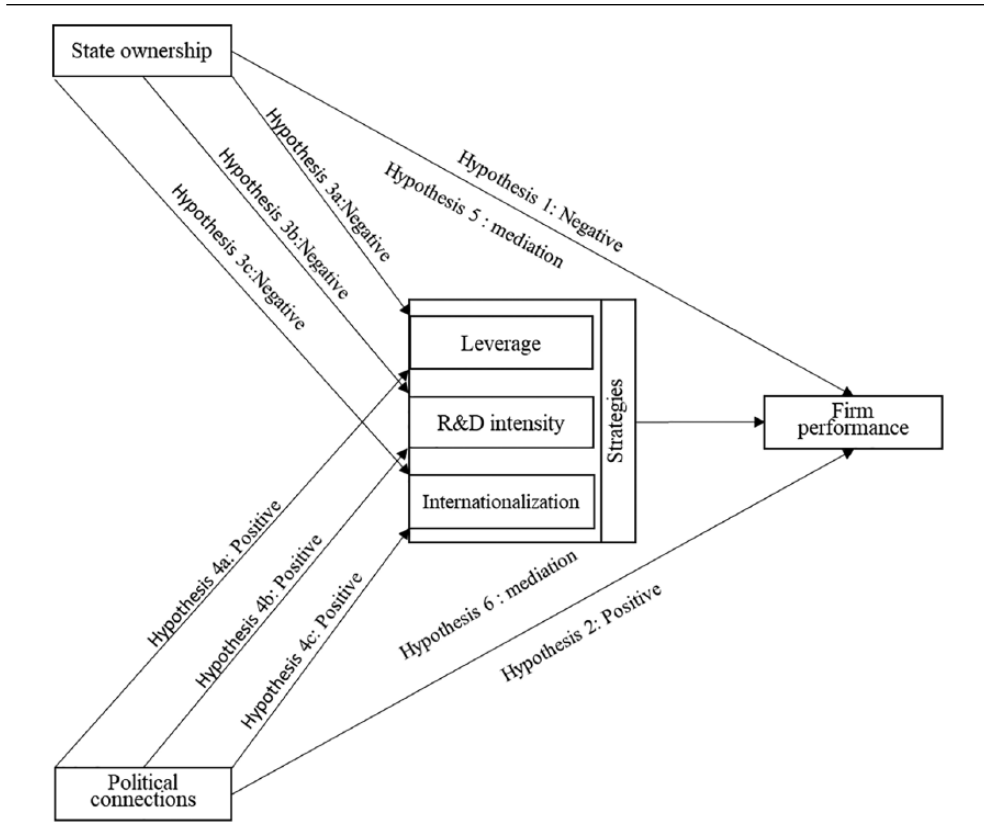 State ownership
Hypothesis 3a:Negative
Hypothesis 3b:Negative
Hypothesis 3c:Negative
Hypothesis 1: Negative
Hypothesis 5 : mediation
Leverage
R&D intensity
Internationalization
Strategies
Firm
performance
Hypothesis 4a: Positive
Hypothesis 4b: Positive
Hypothesis 4c: Positive
Hypothesis 6 : mediation
Hypothesis 2: Positive
Political
connections